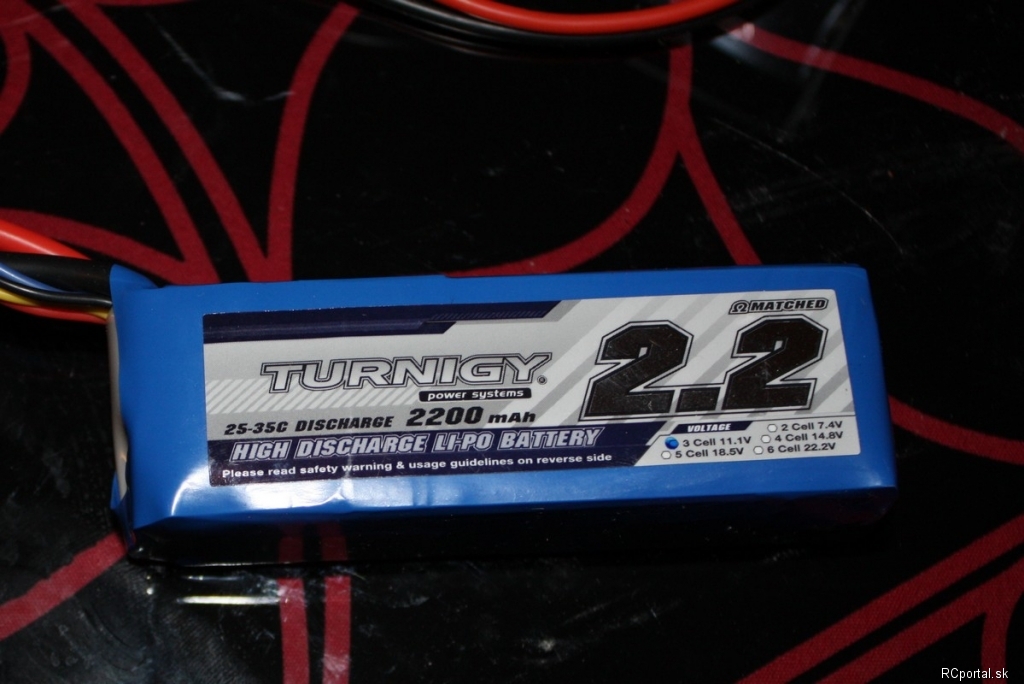 Ω MATCHED
2.2
TURNIGY
power systems
25-35C DISCHARGE 2200 mAh
HIGH DISCHARGE LI-PO BATTERY
Please read safety warning & usage guidelines on reverse side
VOLTAGE
2 Cell 7.4V
3 Cell 11.1V
4 Cell 14.8V
5 Cell 18.5V
6 Cell 22.2V
RCportal.sk